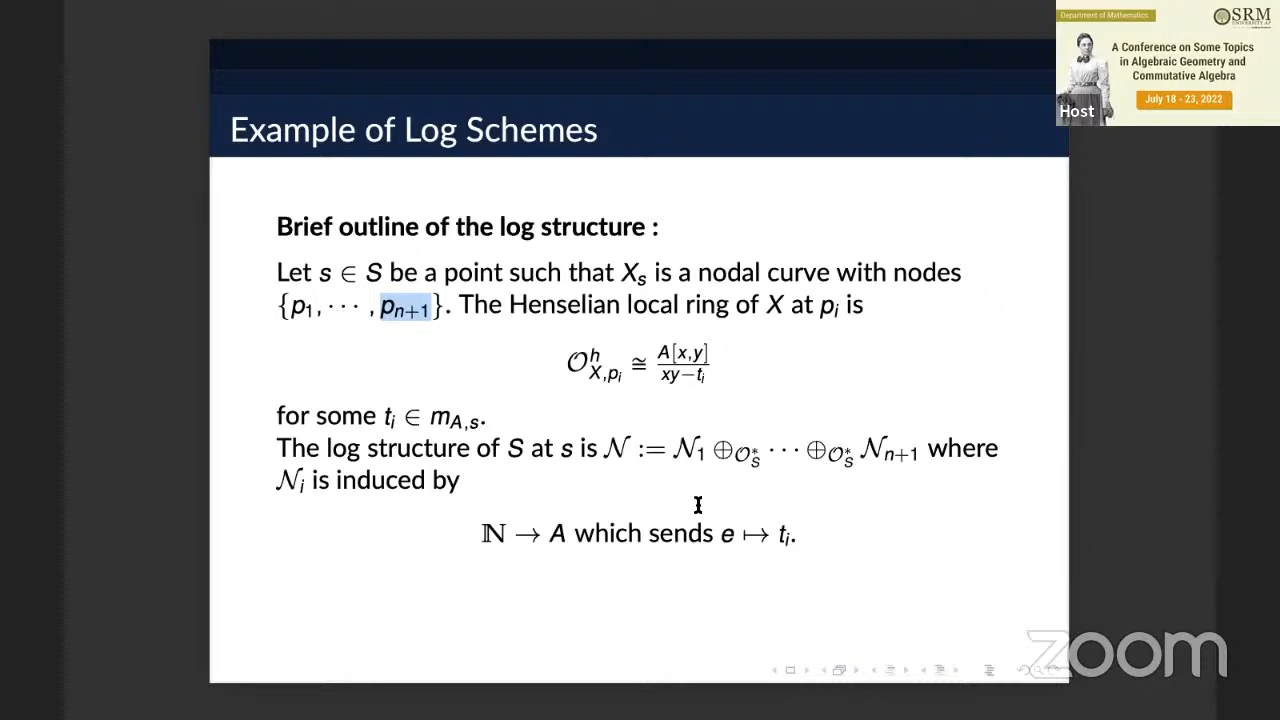 Department of Mathematics
SRM
UNIVERSITY AP
A Conference on Some Topics
in Algebraic Geometry and
Commutative Algebra
July 18 - 23, 2022
Host
Example of Log Schemes
Brief outline of the log structure :
Let s ∈ S be a point such that X_s is a nodal curve with nodes
{p_1, ⋯ , p_{n+1}}. The Henselian local ring of X at p_i is
𝒪^h_{X,p_i} ≅ A[x,y] / xy−t_i
for some t_i ∈ m_{A,s}.
The log structure of S at s is 𝒩 := 𝒩_1 ⊕_{𝒪_S^*} ⋯ ⊕_{𝒪_S^*} 𝒩_{n+1} where
𝒩_i is induced by
ℕ → A which sends e ↦ t_i.
zoom